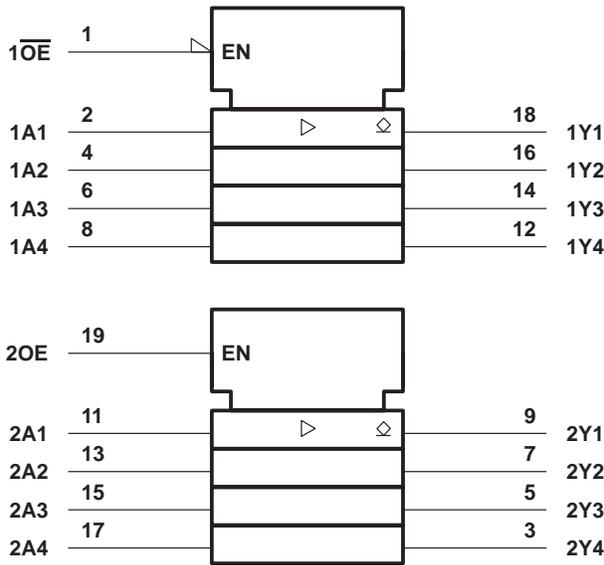 1O̅E̅ 1 EN
1A1 2 18 1Y1
1A2 4 16 1Y2
1A3 6 14 1Y3
1A4 8 12 1Y4
2OE 19 EN
2A1 11 9 2Y1
2A2 13 7 2Y2
2A3 15 5 2Y3
2A4 17 3 2Y4